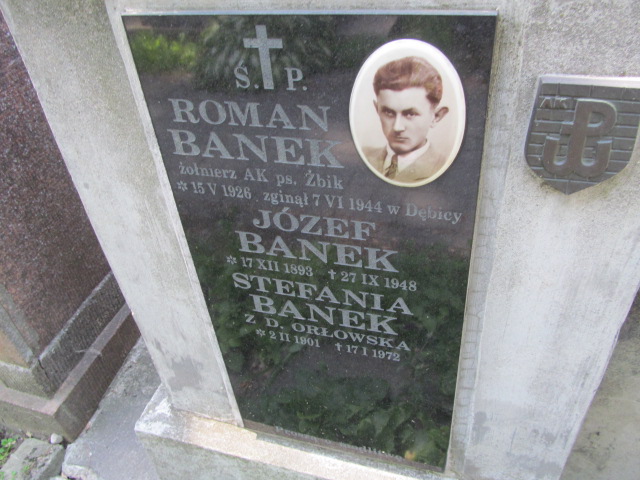 Ś. P.
ROMAN
BANEK
żołnierz AK ps. Żbik
*15 V 1926 zginął 7 VI 1944 w Dębicy
JÓZEF
BANEK
*17 XII 1893 †27 IX 1948
STEFANIA
BANEK
Z D. ORŁOWSKA
*2 II 1901 †17 I 1972
AK